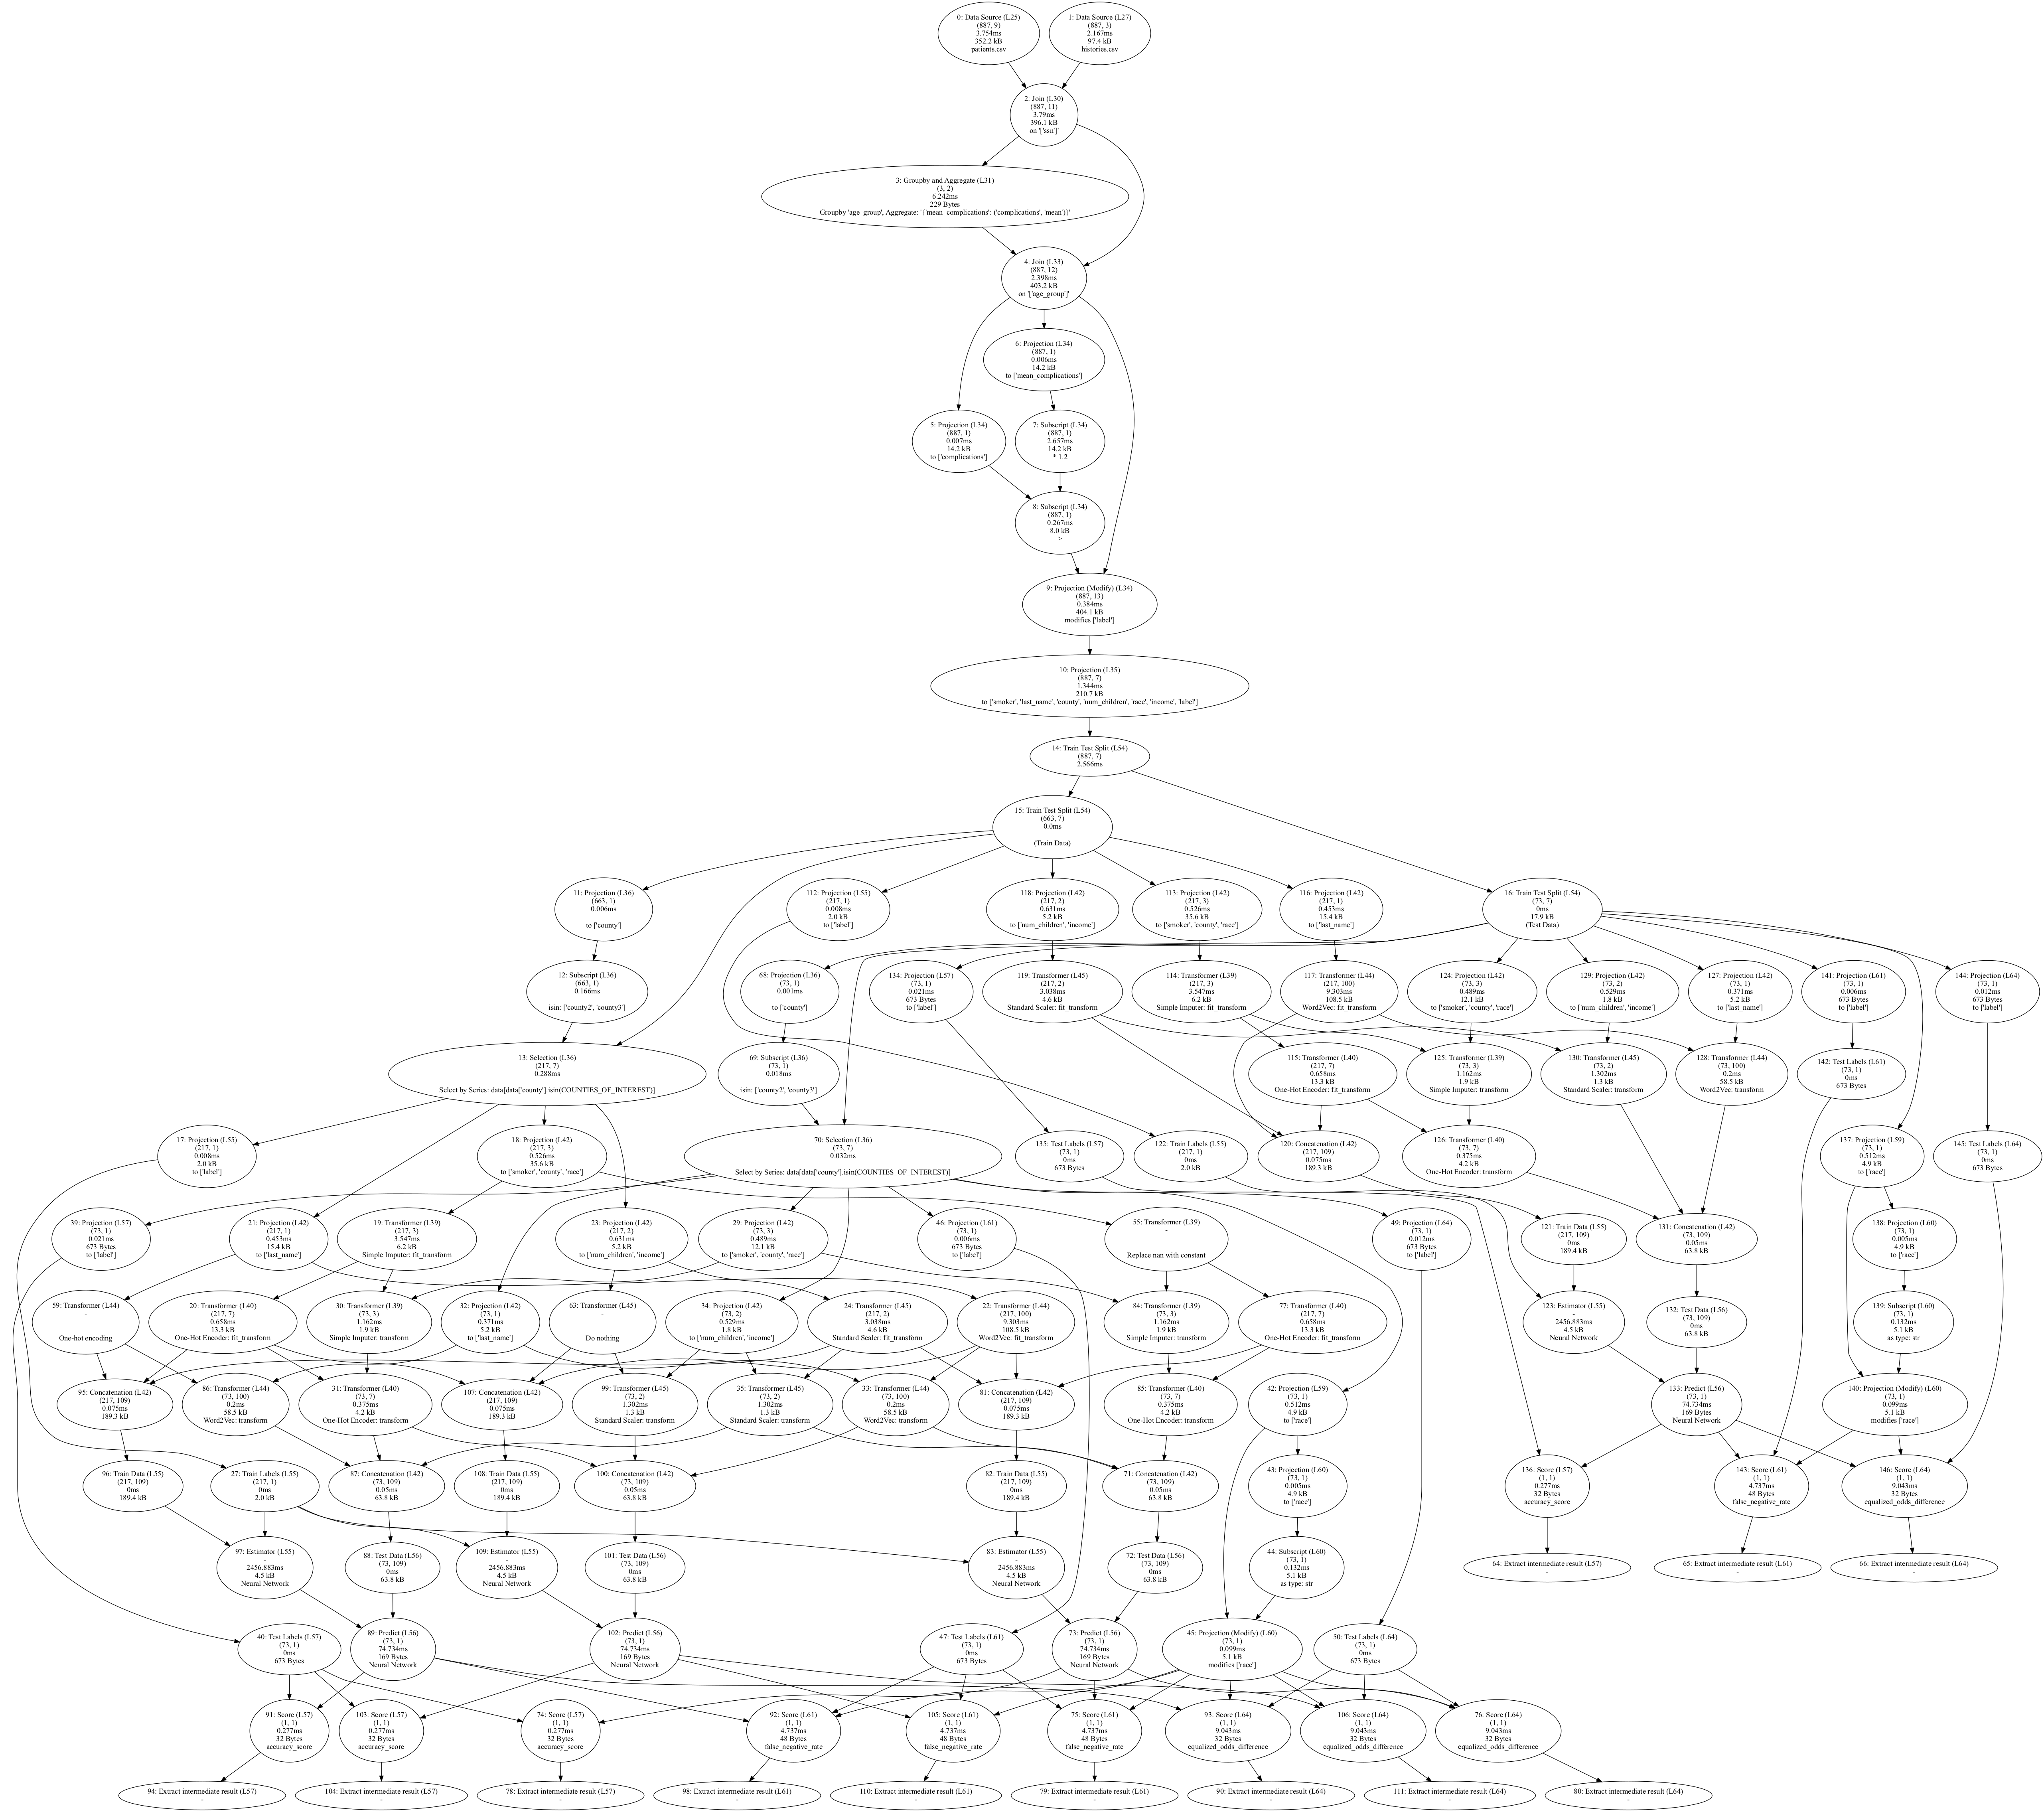 0: Data Source (L25)
(887, 9)
3.754ms
352.2 kB
patients.csv
1: Data Source (L27)
(887, 3)
2.167ms
97.4 kB
histories.csv
2: Join (L30)
(887, 11)
3.79ms
396.1 kB
on '['ssn']'
3: Groupby and Aggregate (L31)
(3, 2)
6.242ms
229 Bytes
Groupby 'age_group', Aggregate: '{'mean_complications': ('complications', 'mean')}'
4: Join (L33)
(887, 12)
2.398ms
403.2 kB
on '['age_group']'
6: Projection (L34)
(887, 1)
0.006ms
14.2 kB
to ['mean_complications']
5: Projection (L34)
(887, 1)
0.007ms
14.2 kB
to ['complications']
7: Subscript (L34)
(887, 1)
2.657ms
14.2 kB
* 1.2
8: Subscript (L34)
(887, 1)
0.267ms
8.0 kB
>
9: Projection (Modify) (L34)
(887, 13)
0.384ms
404.1 kB
modifies ['label']
10: Projection (L35)
(887, 7)
1.344ms
210.7 kB
to ['smoker', 'last_name', 'county', 'num_children', 'race', 'income', 'label']
14: Train Test Split (L54)
(887, 7)
2.566ms
15: Train Test Split (L54)
(663, 7)
0.0ms
(Train Data)
11: Projection (L36)
(663, 1)
0.006ms
to ['county']
112: Projection (L55)
(217, 1)
0.008ms
2.0 kB
to ['label']
118: Projection (L42)
(217, 2)
0.631ms
5.2 kB
to ['num_children', 'income']
113: Projection (L42)
(217, 3)
0.526ms
35.6 kB
to ['smoker', 'county', 'race']
116: Projection (L42)
(217, 1)
0.453ms
15.4 kB
to ['last_name']
16: Train Test Split (L54)
(73, 7)
0ms
17.9 kB
(Test Data)
12: Subscript (L36)
(663, 1)
0.166ms
isin: ['county2', 'county3']
68: Projection (L36)
(73, 1)
0.001ms
to ['county']
134: Projection (L57)
(73, 1)
0.021ms
673 Bytes
to ['label']
119: Transformer (L45)
(217, 2)
3.038ms
4.6 kB
Standard Scaler: fit_transform
114: Transformer (L39)
(217, 3)
3.547ms
6.2 kB
Simple Imputer: fit_transform
117: Transformer (L44)
(217, 100)
9.303ms
108.5 kB
Word2Vec: fit_transform
124: Projection (L42)
(73, 3)
0.489ms
12.1 kB
to ['smoker', 'county', 'race']
129: Projection (L42)
(73, 2)
0.529ms
1.8 kB
to ['num_children', 'income']
127: Projection (L42)
(73, 1)
0.371ms
5.2 kB
to ['last_name']
141: Projection (L61)
(73, 1)
0.006ms
673 Bytes
to ['label']
144: Projection (L64)
(73, 1)
0.012ms
673 Bytes
to ['label']
13: Selection (L36)
(217, 7)
0.288ms
Select by Series: data[data['county'].isin(COUNTIES_OF_INTEREST)]
69: Subscript (L36)
(73, 1)
0.018ms
isin: ['county2', 'county3']
115: Transformer (L40)
(217, 7)
0.658ms
13.3 kB
One-Hot Encoder: fit_transform
125: Transformer (L39)
(73, 3)
1.162ms
1.9 kB
Simple Imputer: transform
130: Transformer (L45)
(73, 2)
1.302ms
1.3 kB
Standard Scaler: transform
128: Transformer (L44)
(73, 100)
0.2ms
58.5 kB
Word2Vec: transform
142: Test Labels (L61)
(73, 1)
0ms
673 Bytes
17: Projection (L55)
(217, 1)
0.008ms
2.0 kB
to ['label']
18: Projection (L42)
(217, 3)
0.526ms
35.6 kB
to ['smoker', 'county', 'race']
70: Selection (L36)
(73, 7)
0.032ms
Select by Series: data[data['county'].isin(COUNTIES_OF_INTEREST)]
135: Test Labels (L57)
(73, 1)
0ms
673 Bytes
122: Train Labels (L55)
(217, 1)
0ms
2.0 kB
120: Concatenation (L42)
(217, 109)
0.075ms
189.3 kB
126: Transformer (L40)
(73, 7)
0.375ms
4.2 kB
One-Hot Encoder: transform
137: Projection (L59)
(73, 1)
0.512ms
4.9 kB
to ['race']
145: Test Labels (L64)
(73, 1)
0ms
673 Bytes
39: Projection (L57)
(73, 1)
0.021ms
673 Bytes
to ['label']
21: Projection (L42)
(217, 1)
0.453ms
15.4 kB
to ['last_name']
19: Transformer (L39)
(217, 3)
3.547ms
6.2 kB
Simple Imputer: fit_transform
23: Projection (L42)
(217, 2)
0.631ms
5.2 kB
to ['num_children', 'income']
29: Projection (L42)
(73, 3)
0.489ms
12.1 kB
to ['smoker', 'county', 'race']
46: Projection (L61)
(73, 1)
0.006ms
673 Bytes
to ['label']
55: Transformer (L39)
-
Replace nan with constant
49: Projection (L64)
(73, 1)
0.012ms
673 Bytes
to ['label']
121: Train Data (L55)
(217, 109)
0ms
189.4 kB
131: Concatenation (L42)
(73, 109)
0.05ms
63.8 kB
138: Projection (L60)
(73, 1)
0.005ms
4.9 kB
to ['race']
59: Transformer (L44)
-
One-hot encoding
20: Transformer (L40)
(217, 7)
0.658ms
13.3 kB
One-Hot Encoder: fit_transform
30: Transformer (L39)
(73, 3)
1.162ms
1.9 kB
Simple Imputer: transform
32: Projection (L42)
(73, 1)
0.371ms
5.2 kB
to ['last_name']
63: Transformer (L45)
-
Do nothing
34: Projection (L42)
(73, 2)
0.529ms
1.8 kB
to ['num_children', 'income']
24: Transformer (L45)
(217, 2)
3.038ms
4.6 kB
Standard Scaler: fit_transform
22: Transformer (L44)
(217, 100)
9.303ms
108.5 kB
Word2Vec: fit_transform
84: Transformer (L39)
(73, 3)
1.162ms
1.9 kB
Simple Imputer: transform
77: Transformer (L40)
(217, 7)
0.658ms
13.3 kB
One-Hot Encoder: fit_transform
123: Estimator (L55)
-
2456.883ms
4.5 kB
Neural Network
132: Test Data (L56)
(73, 109)
0ms
63.8 kB
139: Subscript (L60)
(73, 1)
0.132ms
5.1 kB
as type: str
95: Concatenation (L42)
(217, 109)
0.075ms
189.3 kB
86: Transformer (L44)
(73, 100)
0.2ms
58.5 kB
Word2Vec: transform
31: Transformer (L40)
(73, 7)
0.375ms
4.2 kB
One-Hot Encoder: transform
107: Concatenation (L42)
(217, 109)
0.075ms
189.3 kB
99: Transformer (L45)
(73, 2)
1.302ms
1.3 kB
Standard Scaler: transform
35: Transformer (L45)
(73, 2)
1.302ms
1.3 kB
Standard Scaler: transform
33: Transformer (L44)
(73, 100)
0.2ms
58.5 kB
Word2Vec: transform
81: Concatenation (L42)
(217, 109)
0.075ms
189.3 kB
85: Transformer (L40)
(73, 7)
0.375ms
4.2 kB
One-Hot Encoder: transform
42: Projection (L59)
(73, 1)
0.512ms
4.9 kB
to ['race']
133: Predict (L56)
(73, 1)
74.734ms
169 Bytes
Neural Network
140: Projection (Modify) (L60)
(73, 1)
0.099ms
5.1 kB
modifies ['race']
96: Train Data (L55)
(217, 109)
0ms
189.4 kB
27: Train Labels (L55)
(217, 1)
0ms
2.0 kB
87: Concatenation (L42)
(73, 109)
0.05ms
63.8 kB
108: Train Data (L55)
(217, 109)
0ms
189.4 kB
100: Concatenation (L42)
(73, 109)
0.05ms
63.8 kB
82: Train Data (L55)
(217, 109)
0ms
189.4 kB
71: Concatenation (L42)
(73, 109)
0.05ms
63.8 kB
43: Projection (L60)
(73, 1)
0.005ms
4.9 kB
to ['race']
136: Score (L57)
(1, 1)
0.277ms
32 Bytes
accuracy_score
143: Score (L61)
(1, 1)
4.737ms
48 Bytes
false_negative_rate
146: Score (L64)
(1, 1)
9.043ms
32 Bytes
equalized_odds_difference
97: Estimator (L55)
-
2456.883ms
4.5 kB
Neural Network
88: Test Data (L56)
(73, 109)
0ms
63.8 kB
109: Estimator (L55)
-
2456.883ms
4.5 kB
Neural Network
101: Test Data (L56)
(73, 109)
0ms
63.8 kB
83: Estimator (L55)
-
2456.883ms
4.5 kB
Neural Network
72: Test Data (L56)
(73, 109)
0ms
63.8 kB
44: Subscript (L60)
(73, 1)
0.132ms
5.1 kB
as type: str
64: Extract intermediate result (L57)
-
65: Extract intermediate result (L61)
-
66: Extract intermediate result (L64)
-
40: Test Labels (L57)
(73, 1)
0ms
673 Bytes
89: Predict (L56)
(73, 1)
74.734ms
169 Bytes
Neural Network
102: Predict (L56)
(73, 1)
74.734ms
169 Bytes
Neural Network
47: Test Labels (L61)
(73, 1)
0ms
673 Bytes
73: Predict (L56)
(73, 1)
74.734ms
169 Bytes
Neural Network
45: Projection (Modify) (L60)
(73, 1)
0.099ms
5.1 kB
modifies ['race']
50: Test Labels (L64)
(73, 1)
0ms
673 Bytes
91: Score (L57)
(1, 1)
0.277ms
32 Bytes
accuracy_score
103: Score (L57)
(1, 1)
0.277ms
32 Bytes
accuracy_score
74: Score (L57)
(1, 1)
0.277ms
32 Bytes
accuracy_score
92: Score (L61)
(1, 1)
4.737ms
48 Bytes
false_negative_rate
105: Score (L61)
(1, 1)
4.737ms
48 Bytes
false_negative_rate
75: Score (L61)
(1, 1)
4.737ms
48 Bytes
false_negative_rate
93: Score (L64)
(1, 1)
9.043ms
32 Bytes
equalized_odds_difference
106: Score (L64)
(1, 1)
9.043ms
32 Bytes
equalized_odds_difference
76: Score (L64)
(1, 1)
9.043ms
32 Bytes
equalized_odds_difference
94: Extract intermediate result (L57)
-
104: Extract intermediate result (L57)
-
78: Extract intermediate result (L57)
-
98: Extract intermediate result (L61)
-
110: Extract intermediate result (L61)
-
79: Extract intermediate result (L61)
-
90: Extract intermediate result (L64)
-
111: Extract intermediate result (L64)
-
80: Extract intermediate result (L64)
-